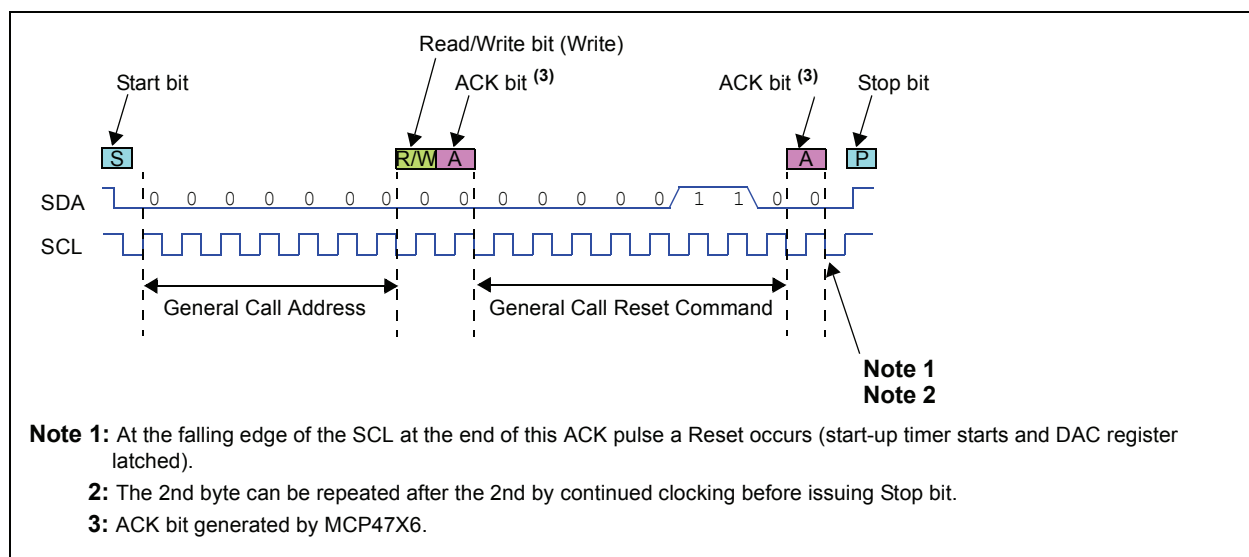 Read/Write bit (Write)
Start bit
ACK bit (3)
ACK bit (3)
Stop bit
S
R/W
A
A
P
SDA
0 0 0 0 0 0 0 0 0 0 0 0 0 0 1 1 0 0
SCL
General Call Address
General Call Reset Command
Note 1
Note 2
Note 1: At the falling edge of the SCL at the end of this ACK pulse a Reset occurs (start-up timer starts and DAC register
latched).
2: The 2nd byte can be repeated after the 2nd by continued clocking before issuing Stop bit.
3: ACK bit generated by MCP47X6.